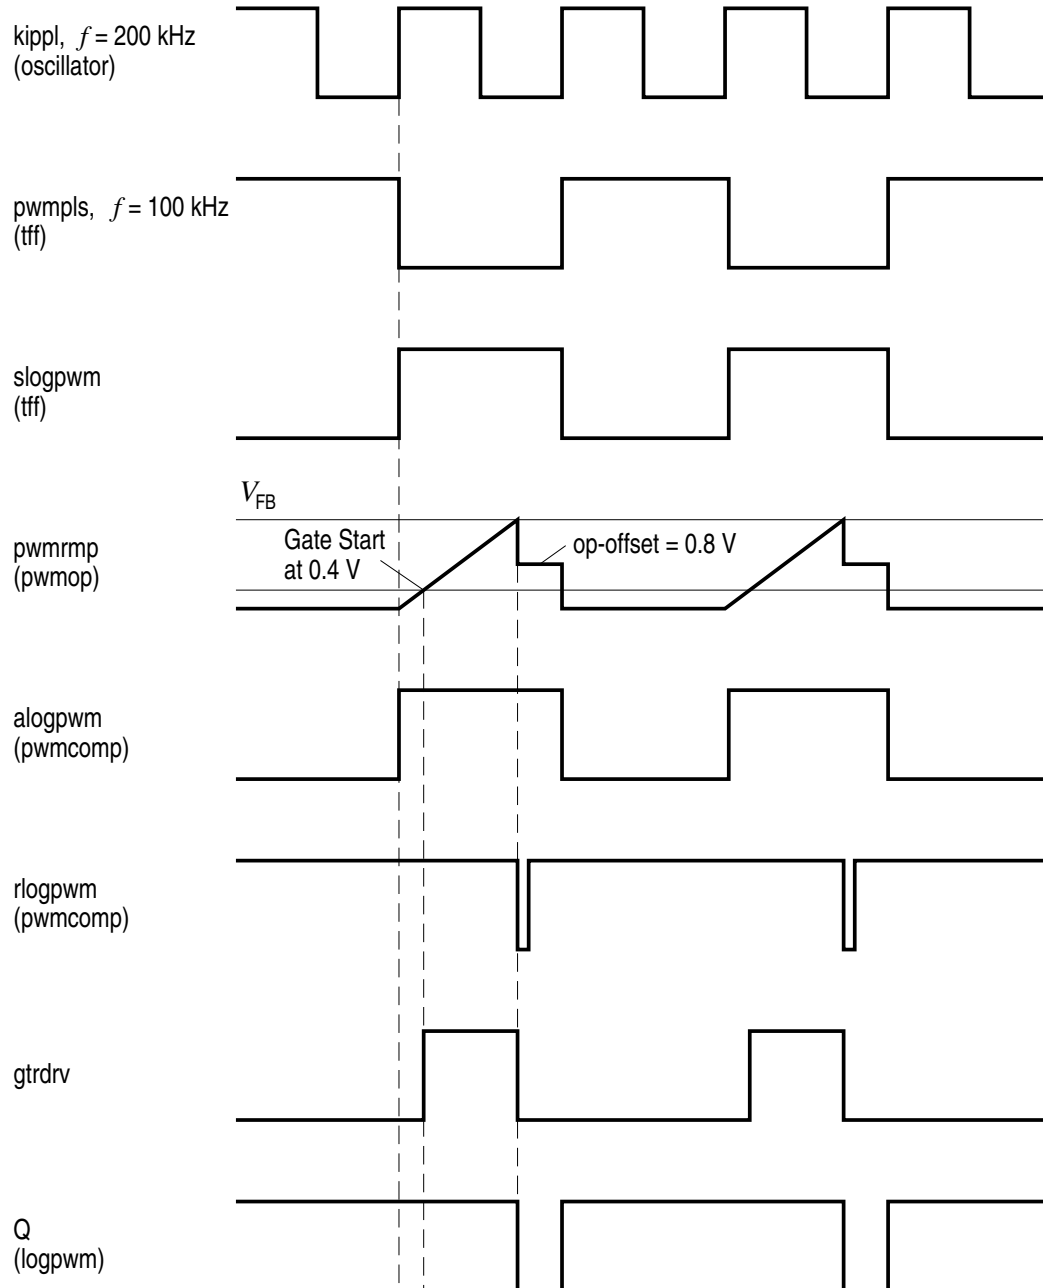 kippl, f = 200 kHz
(oscillator)
pwmpls, f = 100 kHz
(tff)
slogpwm
(tff)
VFB
pwmrmp
(pwmop)
Gate Start
at 0.4 V
op-offset = 0.8 V
alogpwm
(pwmcomp)
rlogpwm
(pwmcomp)
gtrdrv
Q
(logpwm)